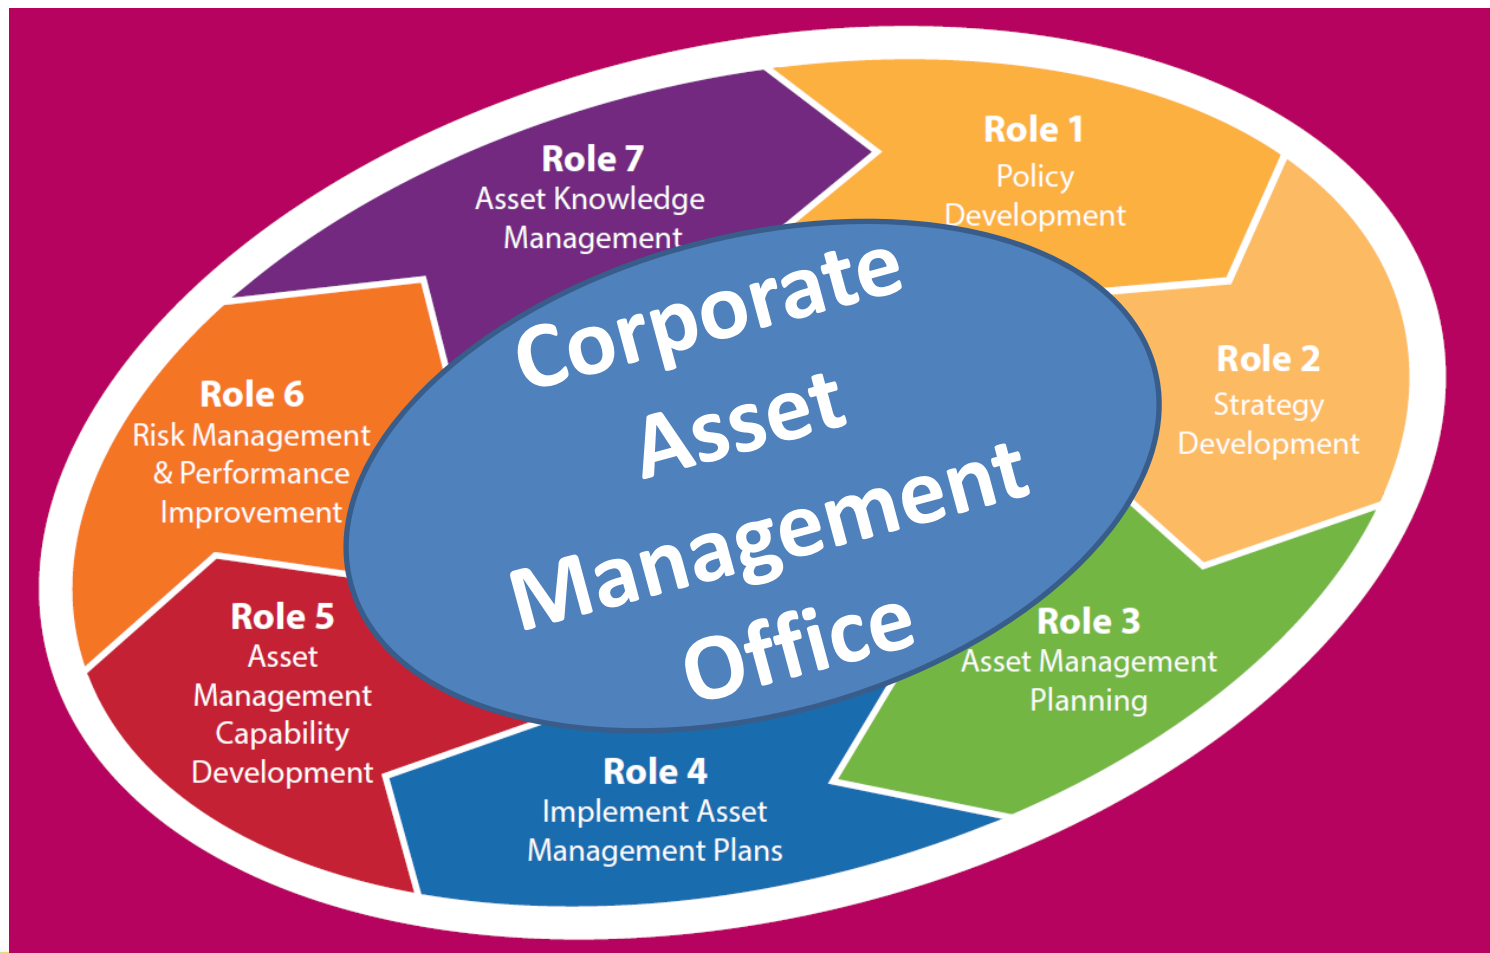 Corporate
Asset
Management
Office
Role 1
Policy
Development
Role 2
Strategy
Development
Role 3
Asset Management
Planning
Role 4
Implement Asset
Management Plans
Role 5
Asset
Management
Capability
Development
Role 6
Risk Management
& Performance
Improvement
Role 7
Asset Knowledge
Management